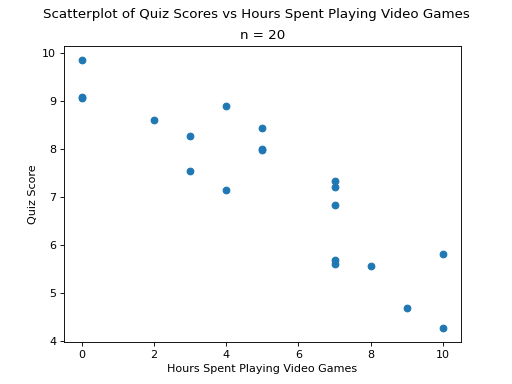 Scatterplot of Quiz Scores vs Hours Spent Playing Video Games
n = 20
10
9
8
7
6
5
4
Quiz Score
0 2 4 6 8 10
Hours Spent Playing Video Games